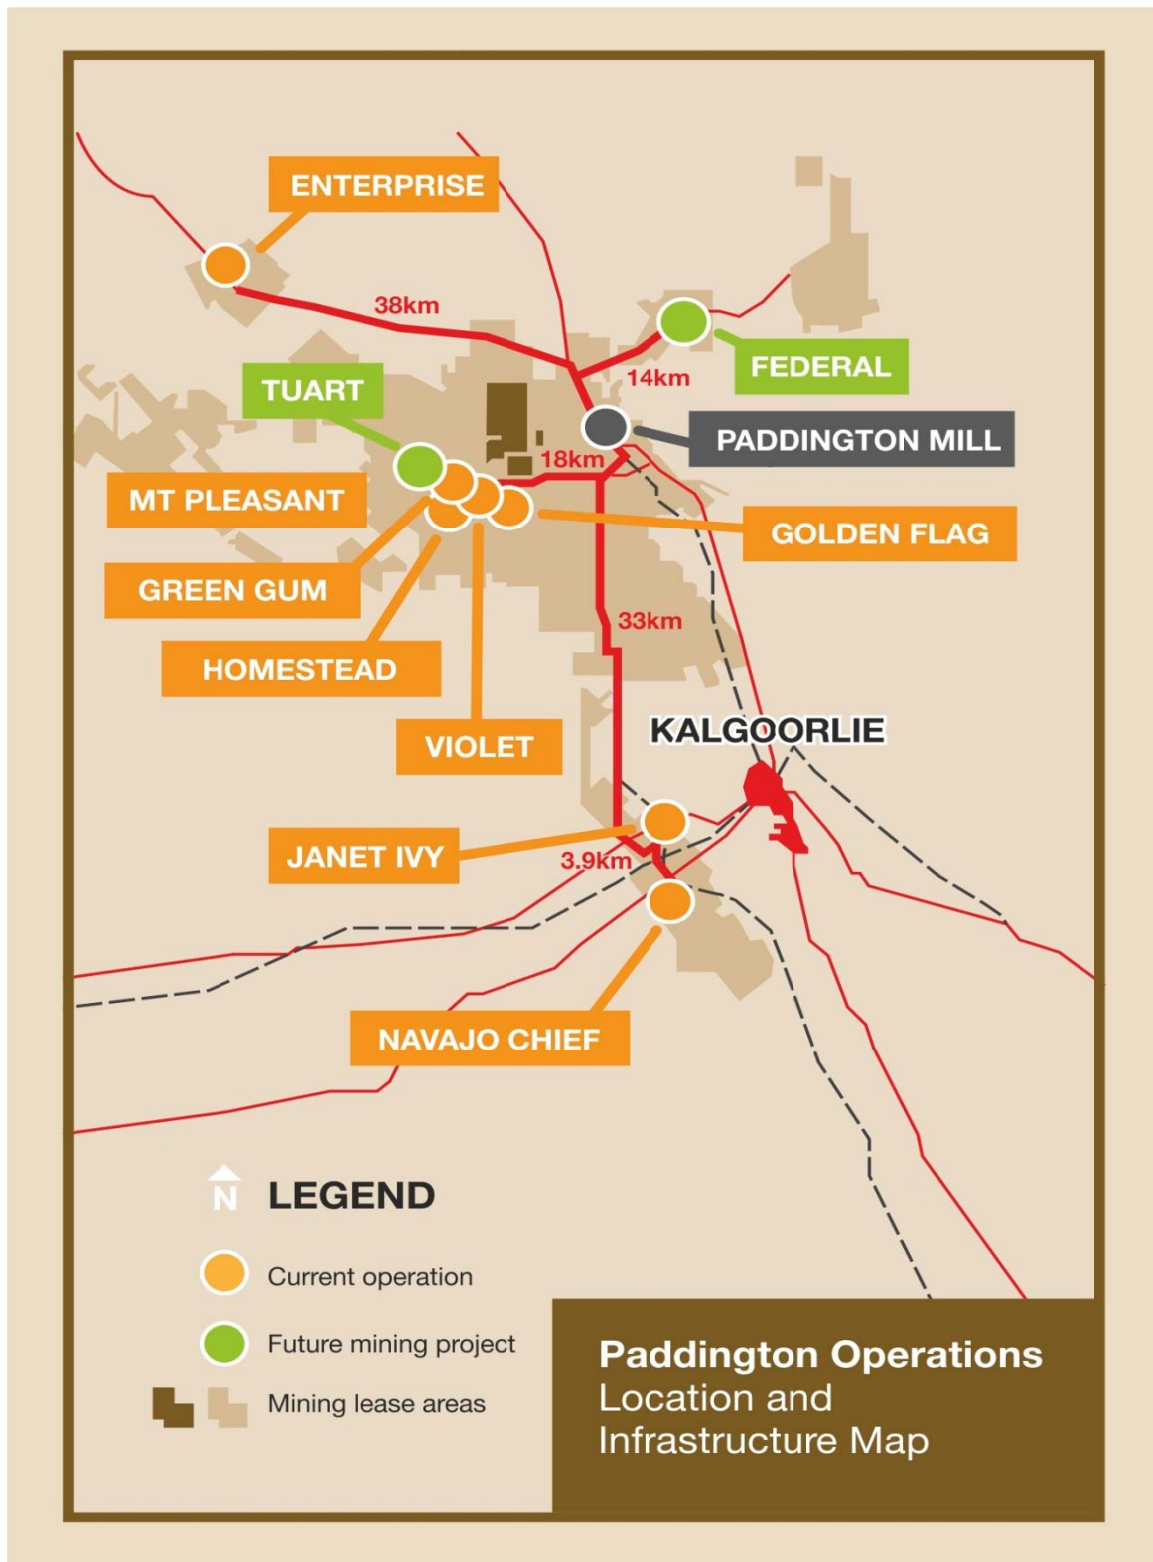 ENTERPRISE
38km
FEDERAL
14km
TUART
PADDINGTON MILL
18km
MT PLEASANT
GOLDEN FLAG
GREEN GUM
33km
HOMESTEAD
VIOLET
KALGOORLIE
JANET IVY
3.9km
NAVAJO CHIEF
N
LEGEND
Current operation
Future mining project
Mining lease areas
Paddington Operations
Location and
Infrastructure Map